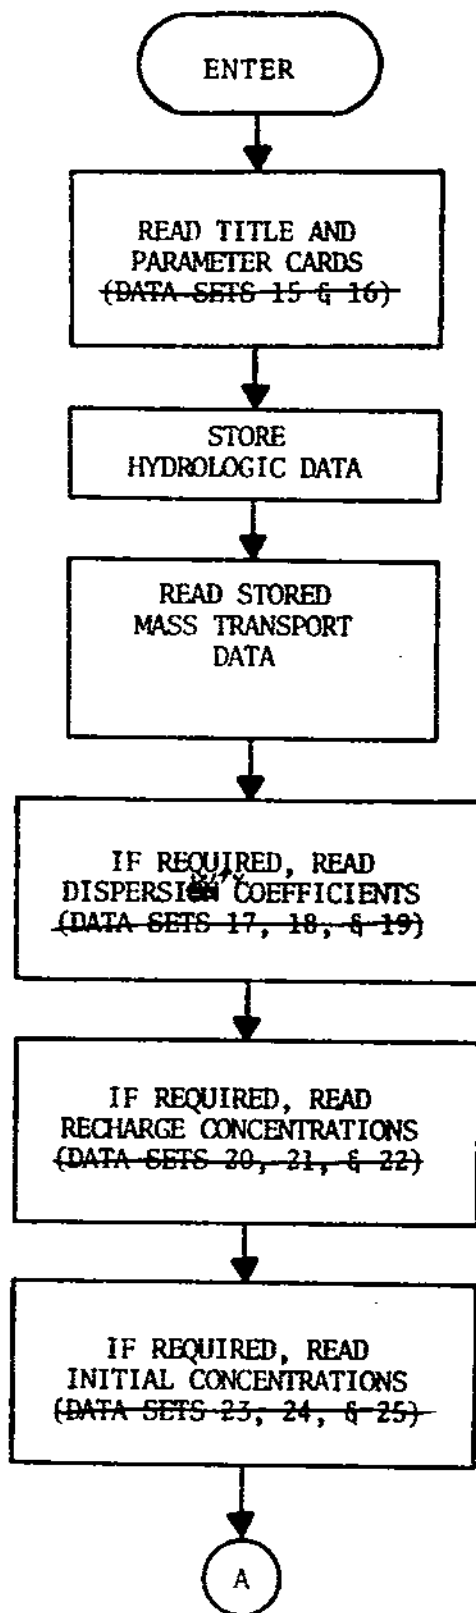 ENTER
READ TITLE AND
PARAMETER CARDS
(DATA SETS 15 & 16)
STORE
HYDROLOGIC DATA
READ STORED
MASS TRANSPORT
DATA
IF REQUIRED, READ
DISPERSIVITY COEFFICIENTS
(DATA SETS 17, 18, & 19)
IF REQUIRED, READ
RECHARGE CONCENTRATIONS
(DATA SETS 20, 21, & 22)
IF REQUIRED, READ
INITIAL CONCENTRATIONS
(DATA SETS 23, 24, & 25)
A